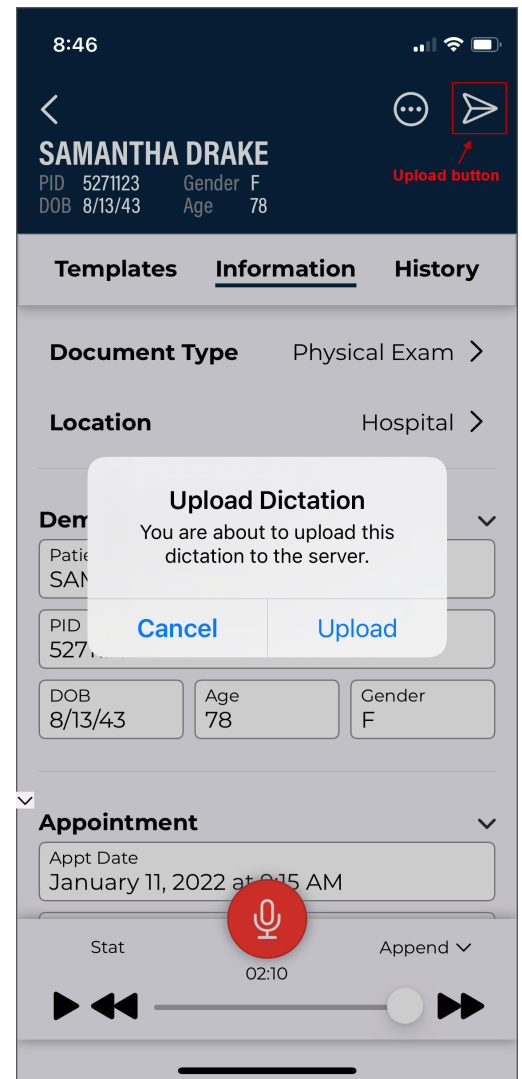 8:46
SAMANTHA DRAKE
PID 5271123 Gender F
DOB 8/13/43 Age 78
Upload button
Templates Information History
Document Type Physical Exam
Location Hospital
Upload Dictation
You are about to upload this
dictation to the server.
Cancel Upload
PID
DOB Age Gender
8/13/43 78 F
Appointment
Appt Date
January 11, 2022 at 9:15 AM
Stat Append
02:10